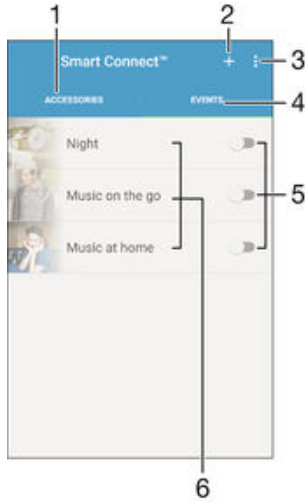 1
2
Smart Connect™
+
3
ACCESSORIES
EVENTS
4
Night
Music on the go
5
Music at home
6